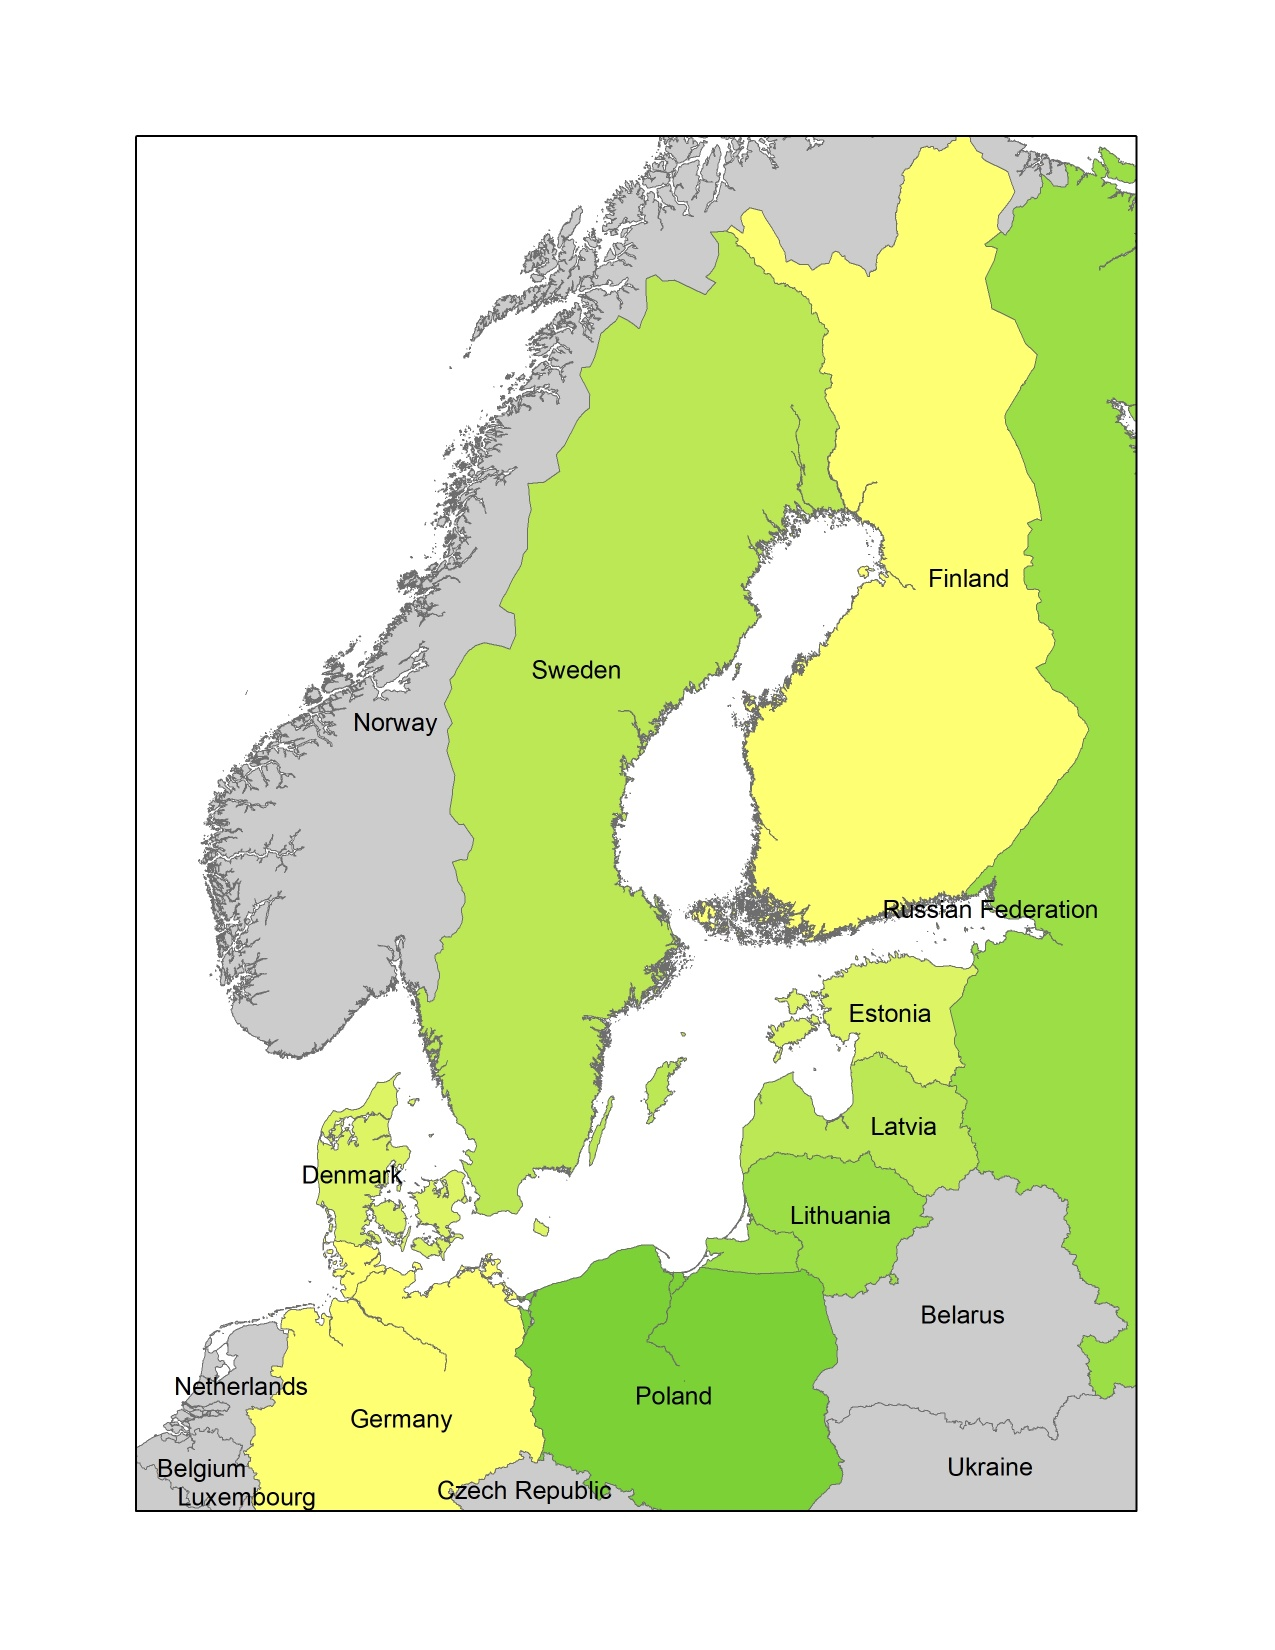 Finland
Sweden
Norway
Russian Federation
Estonia
Latvia
Denmark
Lithuania
Belarus
Netherlands
Poland
Germany
Ukraine
Belgium
Czech Republic
Luxembourg